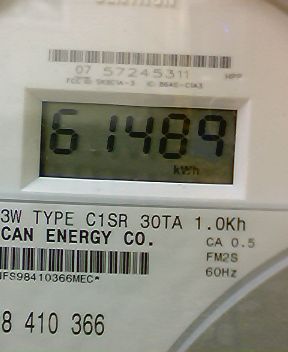 07 57245311 HPP
61489
kWh
3W TYPE C1SR 30TA 1.0Kh
CAN ENERGY CO.
CA 0.5
FM2S
60Hz
8 410 366